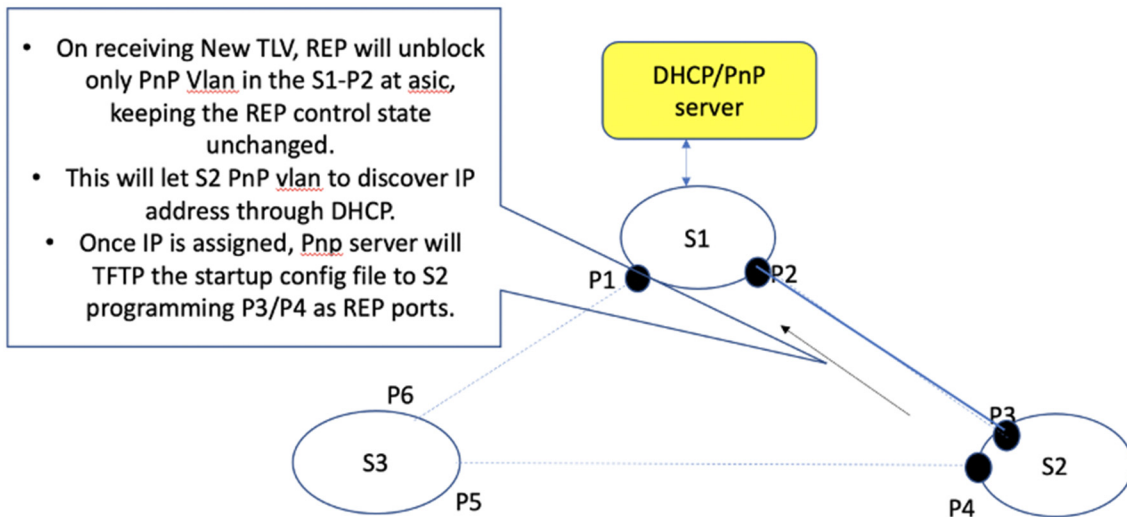 • On receiving New TLV, REP will unblock
only PnP Vlan in the S1-P2 at asic,
keeping the REP control state
unchanged.
• This will let S2 PnP vlan to discover IP
address through DHCP.
• Once IP is assigned, Pnp server will
TFTP the startup config file to S2
programming P3/P4 as REP ports.
DHCP/PnP
server
S1
P1
P2
P6
P3
S3
S2
P5
P4